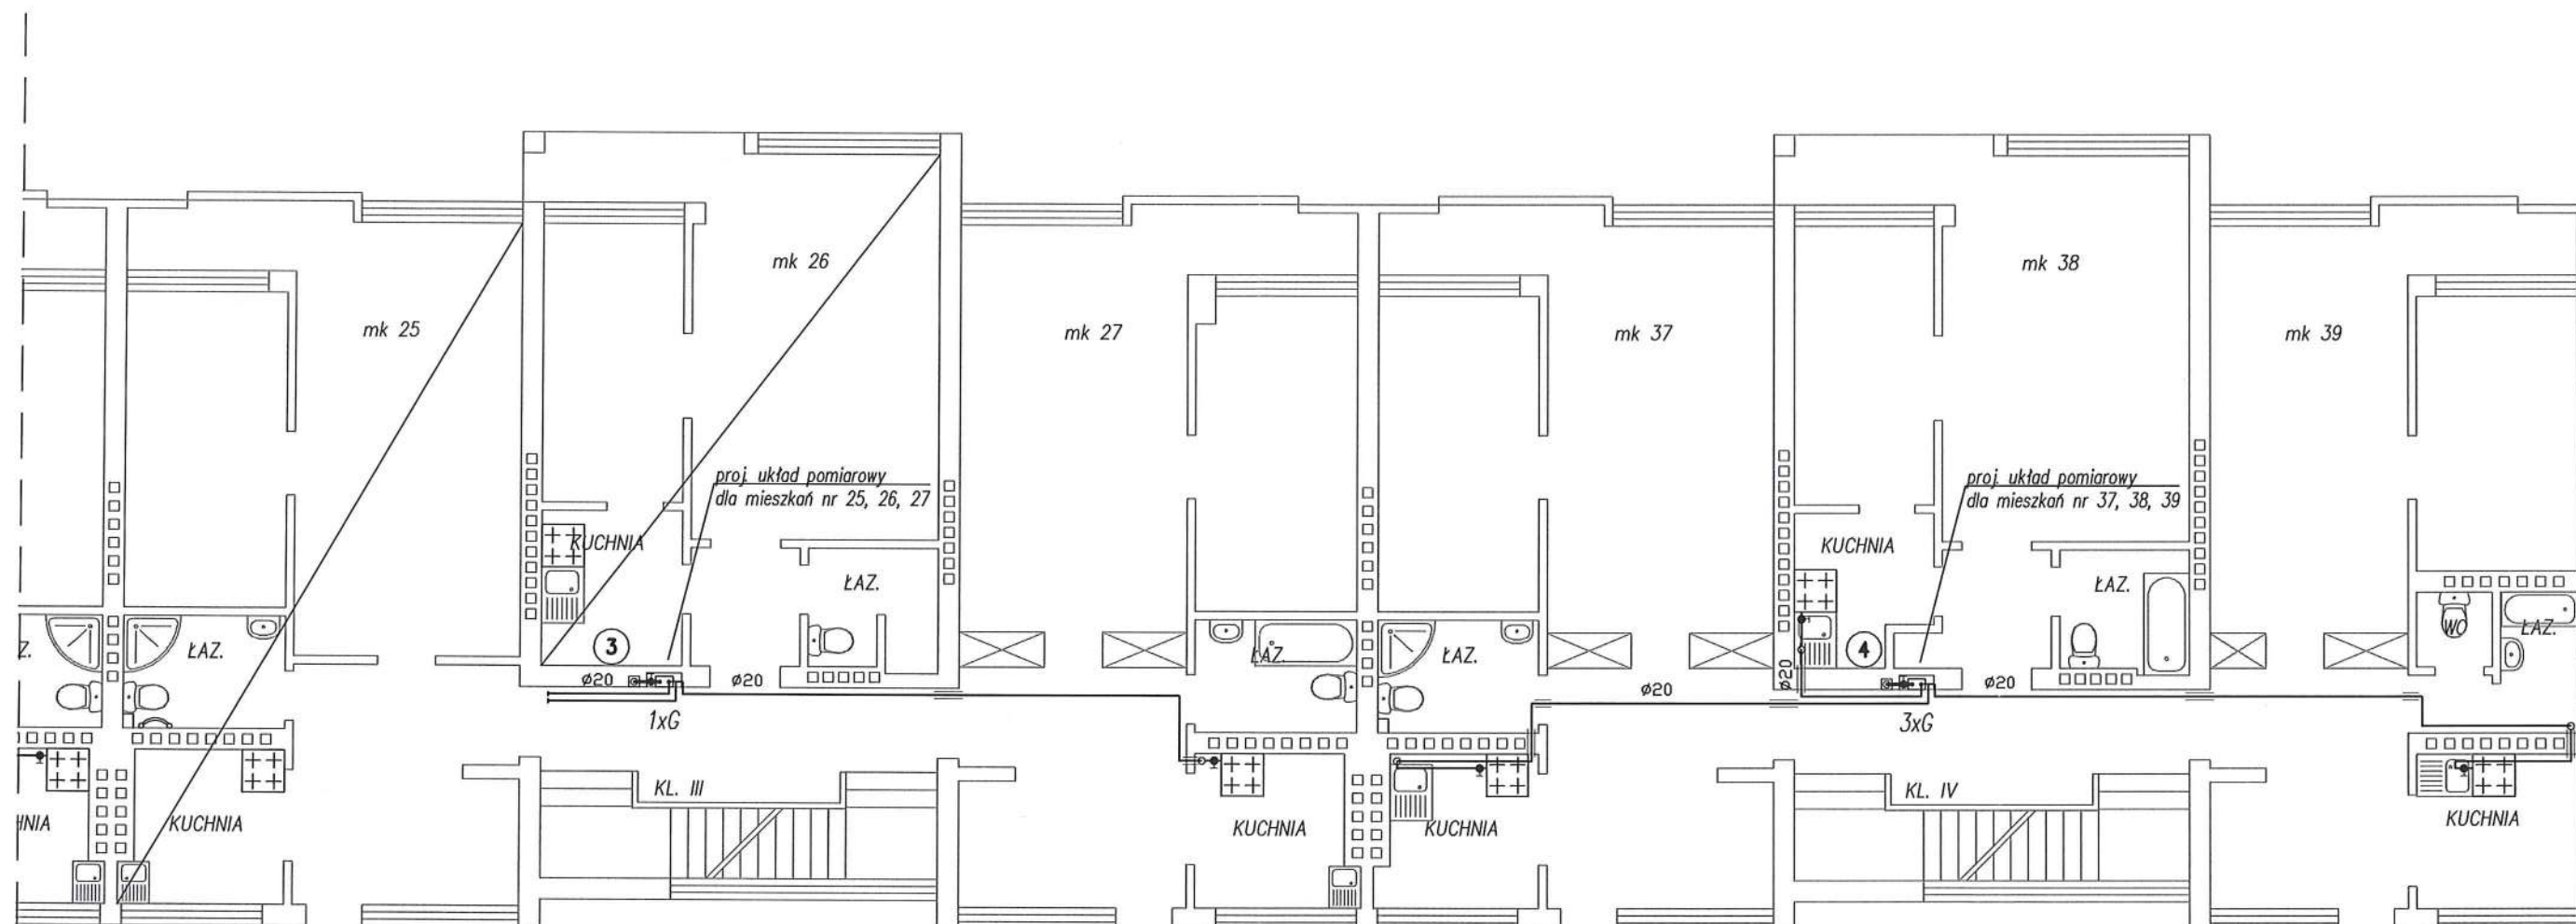 mk 26
mk 38
mk 25
mk 27
mk 37
mk 39
proj. układ pomiarowy
dla mieszkań nr 25, 26, 27
proj. układ pomiarowy
dla mieszkań nr 37, 38, 39
KUCHNIA
KUCHNIA
ŁAZ.
ŁAZ.
Z.
ŁAZ.
3
ŁAZ.
ŁAZ.
4
WC
ŁAZ.
ø20
ø20
ø20
ø20
ø20
1xG
3xG
KL. III
KL. IV
HNIA
KUCHNIA
KUCHNIA
KUCHNIA
KUCHNIA